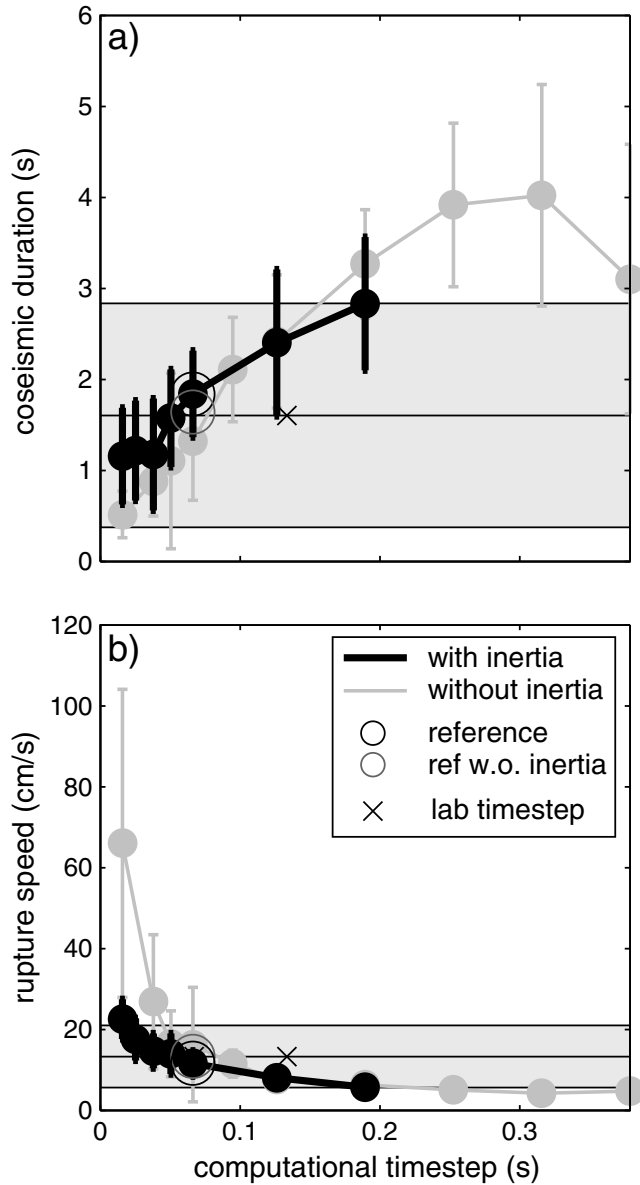 a)
coseismic duration (s)
6
5
4
3
2
1
0
b)
rupture speed (cm/s)
120
100
80
60
40
20
0
with inertia
without inertia
reference
ref w.o. inertia
lab timestep
0 0.1 0.2 0.3
computational timestep (s)